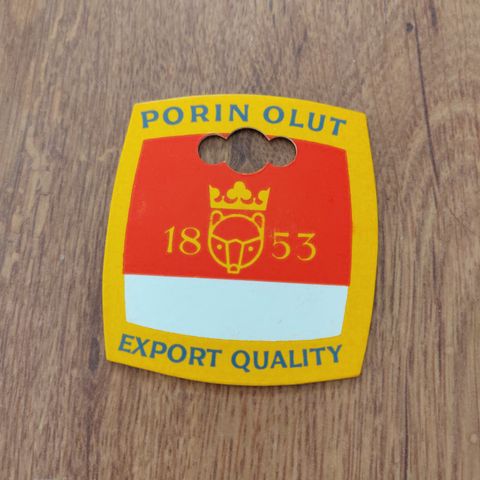 PORIN OLUT
1853
EXPORT QUALITY